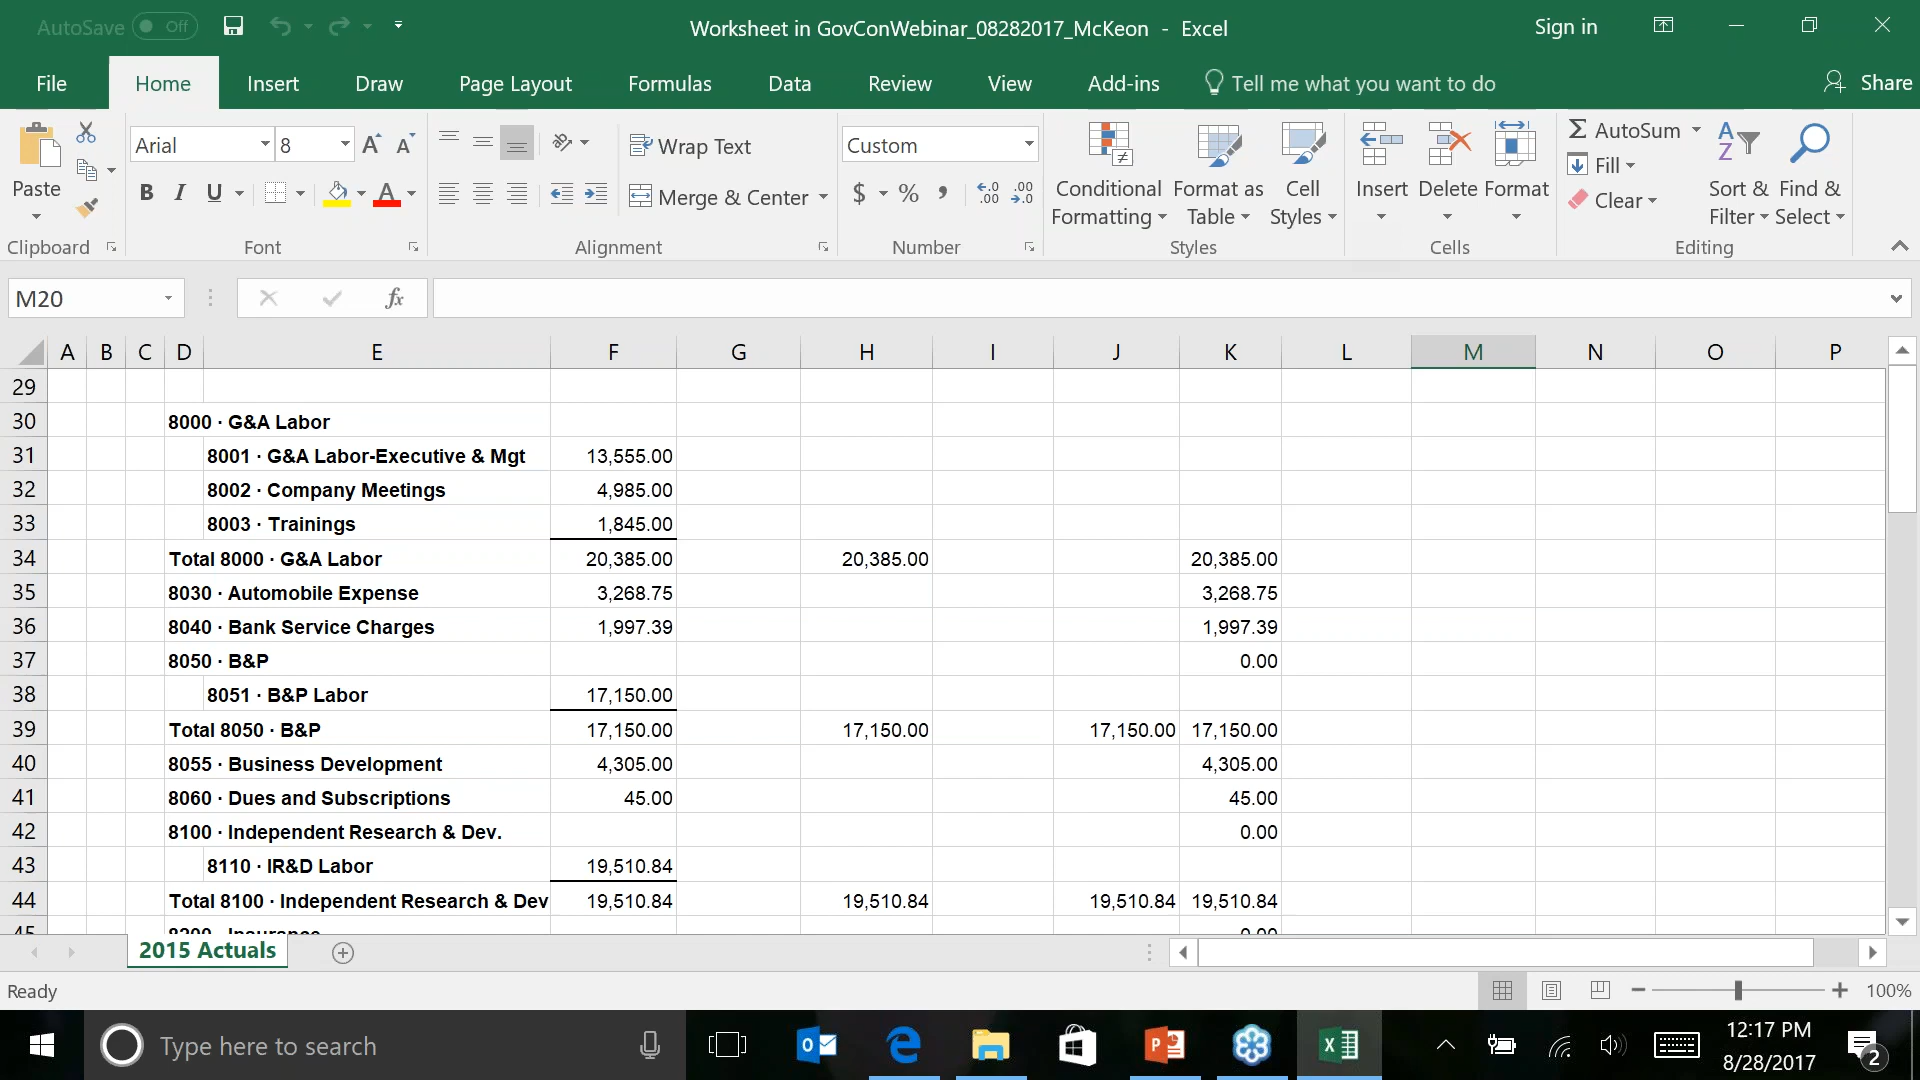 AutoSave Off
Worksheet in GovConWebinar_08282017_McKeon - Excel
Sign in
File Home Insert Draw Page Layout Formulas Data Review View Add-ins Tell me what you want to do Share
Paste
Clipboard
Arial 8
B I U
Font
Wrap Text
Merge & Center
Alignment
Custom
$ % ,
Number
Conditional Formatting
Format as Table
Cell Styles
Styles
Insert Delete Format
Cells
AutoSum
Fill
Clear
Sort & Filter
Find & Select
Editing
M20 fx
A B C D E F G H I J K L M N O P
29
30 8000 · G&A Labor
31 8001 · G&A Labor-Executive & Mgt 13,555.00
32 8002 · Company Meetings 4,985.00
33 8003 · Trainings 1,845.00
34 Total 8000 · G&A Labor 20,385.00 20,385.00 20,385.00
35 8030 · Automobile Expense 3,268.75 3,268.75
36 8040 · Bank Service Charges 1,997.39 1,997.39
37 8050 · B&P 0.00
38 8051 · B&P Labor 17,150.00
39 Total 8050 · B&P 17,150.00 17,150.00 17,150.00 17,150.00
40 8055 · Business Development 4,305.00 4,305.00
41 8060 · Dues and Subscriptions 45.00 45.00
42 8100 · Independent Research & Dev. 0.00
43 8110 · IR&D Labor 19,510.84
44 Total 8100 · Independent Research & Dev 19,510.84 19,510.84 19,510.84 19,510.84
45 8200 · Insurance 0.00
2015 Actuals
Ready
100%
Type here to search
12:17 PM
8/28/2017
2